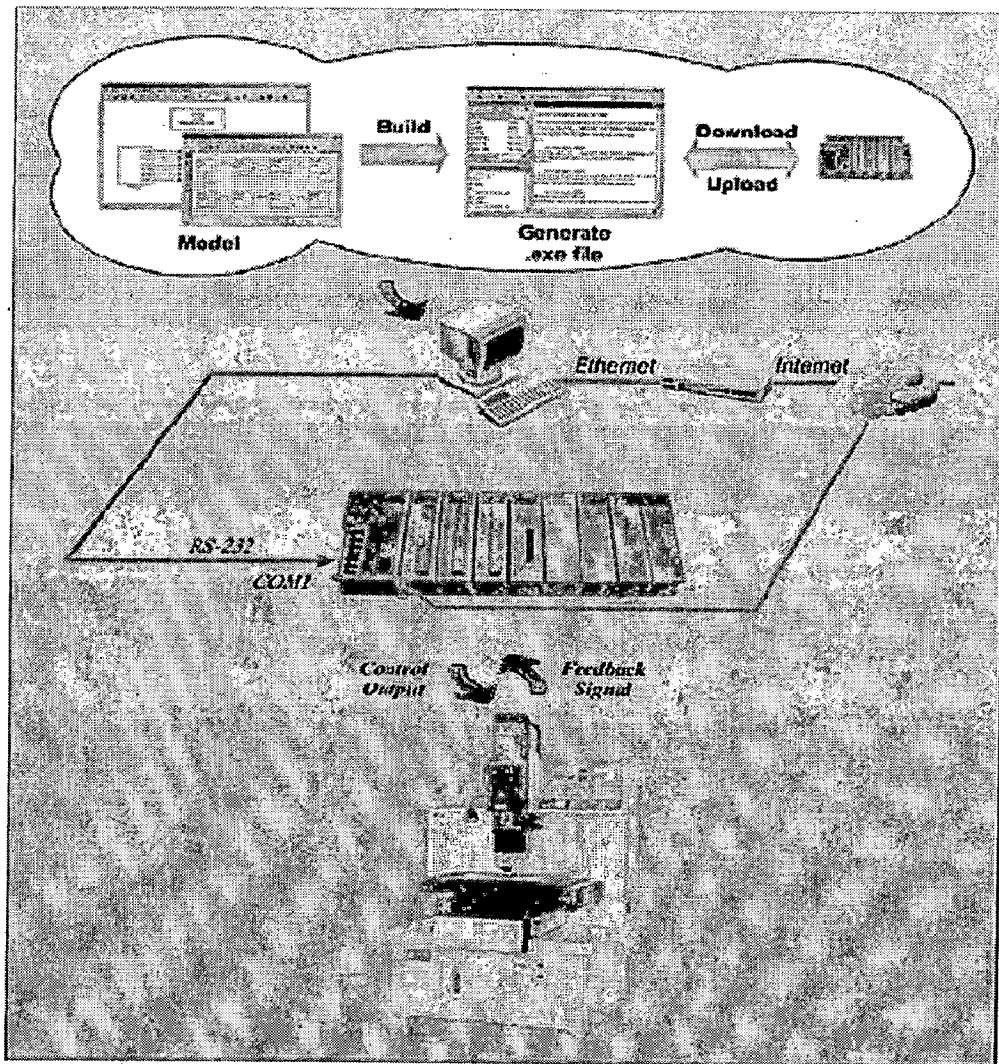 Build
Download
Upload
Model
Generate
.exe file
Ethernet
Internet
RS-232
COM1
Control
Output
Feedback
Signal